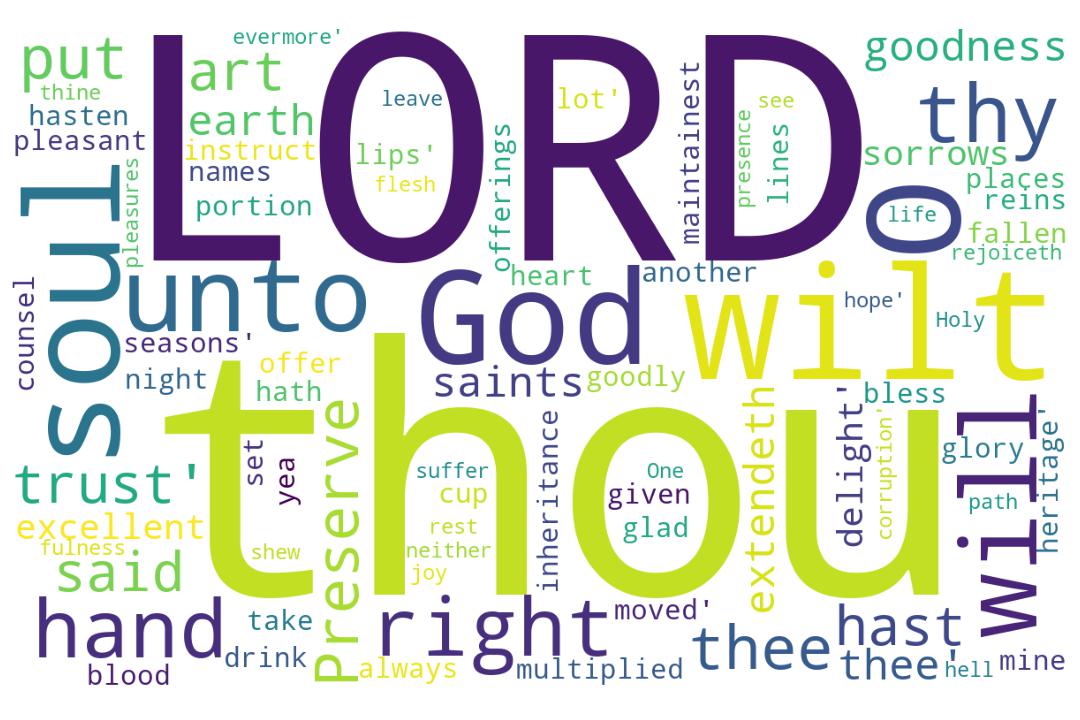 evermore'
put
LORD
art
goodness
thine
leave
lot'
see
hasten
earth
thy
pleasant
instruct
lips'
offerings
maintainest
presence
lines
sorrows
names
flesh
places
portion
reins
soul
pleasures
O
life
fallen
rejoiceth
unto
heart
another
God
wilt
hope'
Holy
counsel
seasons'
night
offer
hath
saints
goodly
bless
Preserve
inheritance
extendeth
delight'
corruption'
will
heritage'
glory
set
yea
thou
suffer
One
trust'
cup
given
path
excellent
rest
glad
fulness
neither
shew
said
joy
hand
take
right
moved'
hast
thee
thee'
drink
blood
always
multiplied
hell
mine